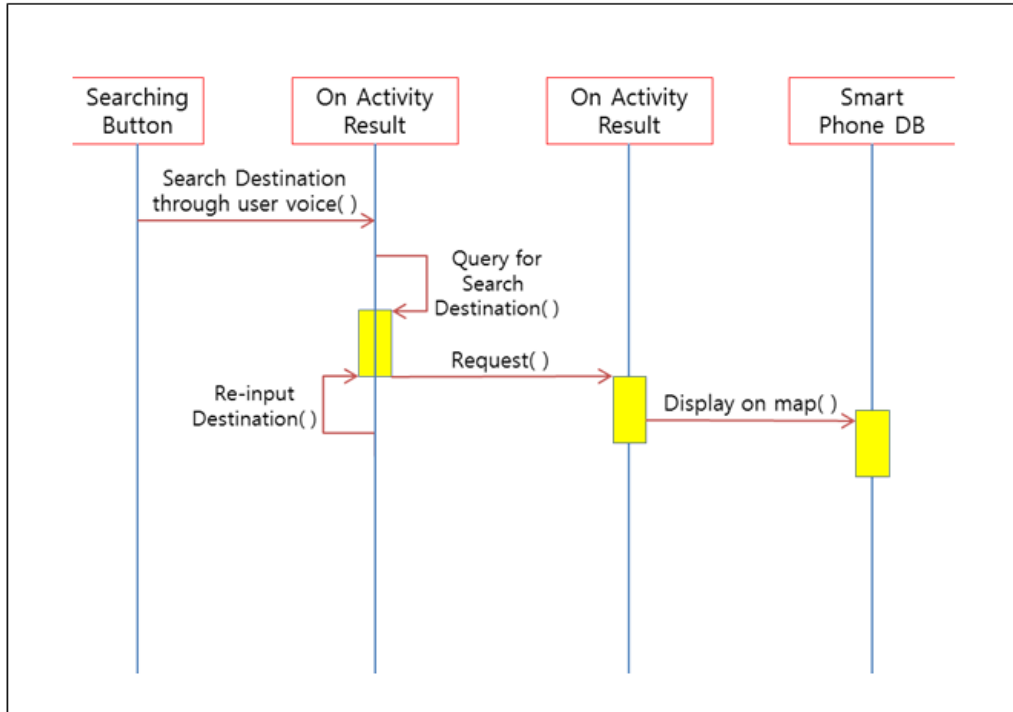 Searching
Button
On Activity
Result
On Activity
Result
Smart
Phone DB
Search Destination
through user voice( )
Query for
Search
Destination( )
Request( )
Re-input
Destination( )
Display on map( )